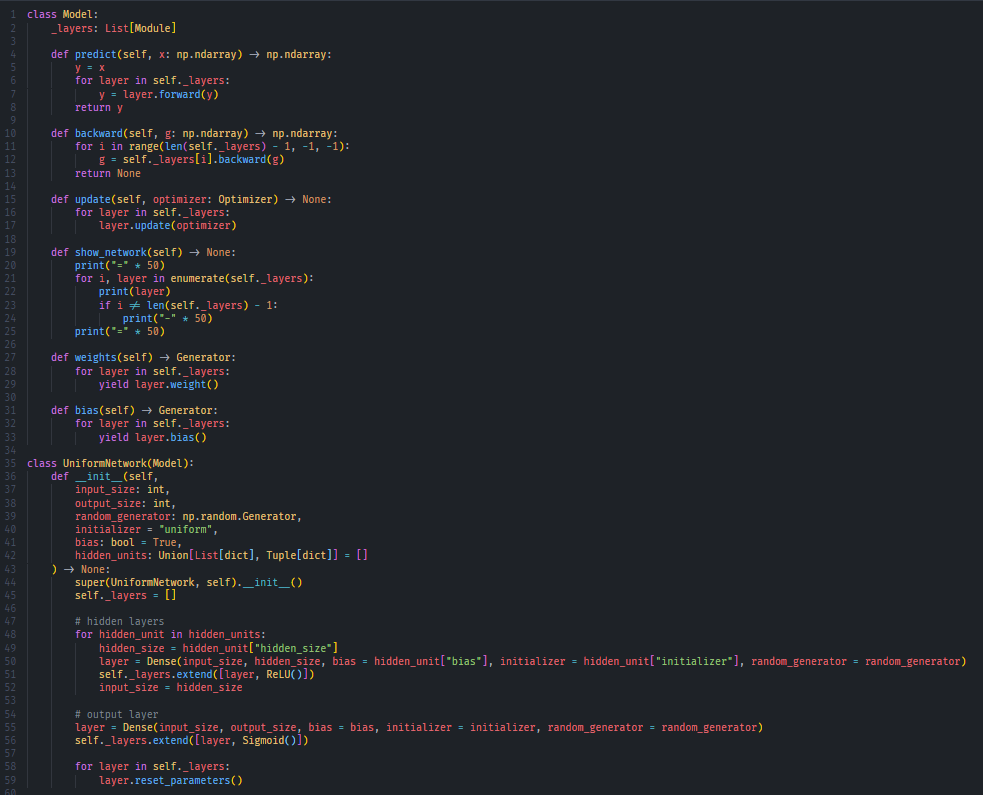 1 class Model:
2     _layers: List[Module]
3
4     def predict(self, x: np.ndarray) → np.ndarray:
5         y = x
6         for layer in self._layers:
7             y = layer.forward(y)
8         return y
9
10     def backward(self, g: np.ndarray) → np.ndarray:
11         for i in range(len(self._layers) - 1, -1, -1):
12             g = self._layers[i].backward(g)
13         return None
14
15     def update(self, optimizer: Optimizer) → None:
16         for layer in self._layers:
17             layer.update(optimizer)
18
19     def show_network(self) → None:
20         print("=" * 50)
21         for i, layer in enumerate(self._layers):
22             print(layer)
23             if i ≠ len(self._layers) - 1:
24                 print("-" * 50)
25         print("=" * 50)
26
27     def weights(self) → Generator:
28         for layer in self._layers:
29             yield layer.weight()
30
31     def bias(self) → Generator:
32         for layer in self._layers:
33             yield layer.bias()
34
35 class UniformNetwork(Model):
36     def __init__(self,
37         input_size: int,
38         output_size: int,
39         random_generator: np.random.Generator,
40         initializer = "uniform",
41         bias: bool = True,
42         hidden_units: Union[List[dict], Tuple[dict]] = []
43     ) → None:
44         super(UniformNetwork, self).__init__()
45         self._layers = []
46
47         # hidden layers
48         for hidden_unit in hidden_units:
49             hidden_size = hidden_unit["hidden_size"]
50             layer = Dense(input_size, hidden_size, bias = hidden_unit["bias"], initializer = hidden_unit["initializer"], random_generator = random_generator)
51             self._layers.extend([layer, ReLU()])
52             input_size = hidden_size
53
54         # output layer
55         layer = Dense(input_size, output_size, bias = bias, initializer = initializer, random_generator = random_generator)
56         self._layers.extend([layer, Sigmoid()])
57
58         for layer in self._layers:
59             layer.reset_parameters()
60